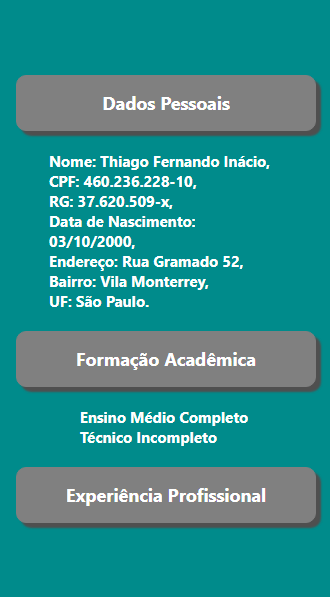 Dados Pessoais
Nome: Thiago Fernando Inácio,
CPF: 460.236.228-10,
RG: 37.620.509-x,
Data de Nascimento:
03/10/2000,
Endereço: Rua Gramado 52,
Bairro: Vila Monterrey,
UF: São Paulo.
Formação Acadêmica
Ensino Médio Completo
Técnico Incompleto
Experiência Profissional